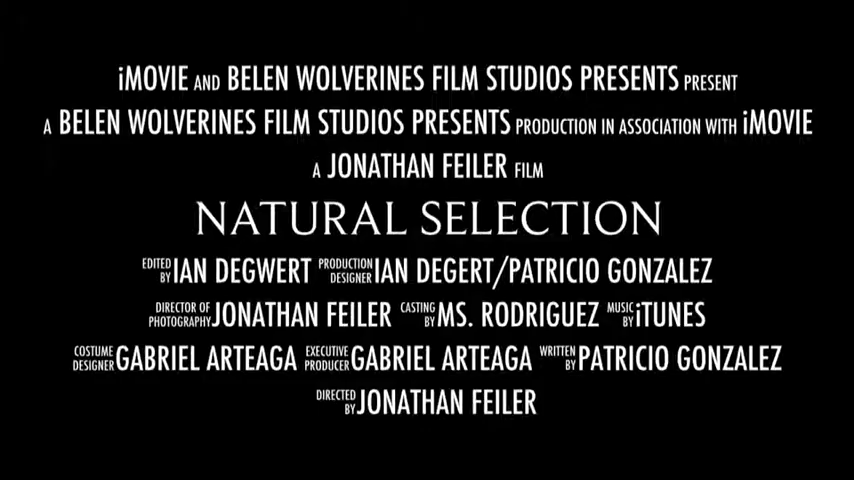 iMOVIE AND BELEN WOLVERINES FILM STUDIOS PRESENTS PRESENT
A BELEN WOLVERINES FILM STUDIOS PRESENTS PRODUCTION IN ASSOCIATION WITH iMOVIE
A JONATHAN FEILER FILM
NATURAL SELECTION
EDITED BY IAN DEGWERT PRODUCTION DESIGNER IAN DEGERT/PATRICIO GONZALEZ
DIRECTOR OF PHOTOGRAPHY JONATHAN FEILER CASTING BY MS. RODRIGUEZ MUSIC BY iTUNES
COSTUME DESIGNER GABRIEL ARTEAGA EXECUTIVE PRODUCER GABRIEL ARTEAGA WRITTEN BY PATRICIO GONZALEZ
DIRECTED BY JONATHAN FEILER